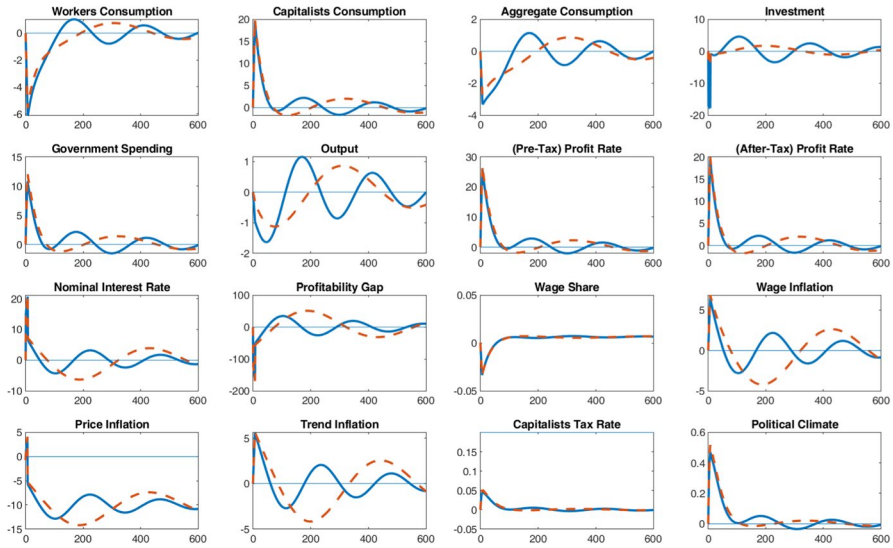 Workers Consumption
0
-2
-4
-6
0 200 400 600
Capitalists Consumption
20
15
10
5
0
0 200 400 600
Aggregate Consumption
2
0
-2
-4
0 200 400 600
Investment
10
0
-10
-20
0 200 400 600
Government Spending
15
10
5
0
0 200 400 600
Output
1
0
-1
-2
0 200 400 600
(Pre-Tax) Profit Rate
30
20
10
0
0 200 400 600
(After-Tax) Profit Rate
20
15
10
5
0
0 200 400 600
Nominal Interest Rate
20
10
0
-10
0 200 400 600
Profitability Gap
100
0
-100
-200
0 200 400 600
Wage Share
0.05
0
-0.05
0 200 400 600
Wage Inflation
5
0
-5
0 200 400 600
Price Inflation
5
0
-5
-10
-15
0 200 400 600
Trend Inflation
5
0
-5
0 200 400 600
Capitalists Tax Rate
0.15
0.1
0.05
0
-0.05
0 200 400 600
Political Climate
0.6
0.4
0.2
0
0 200 400 600